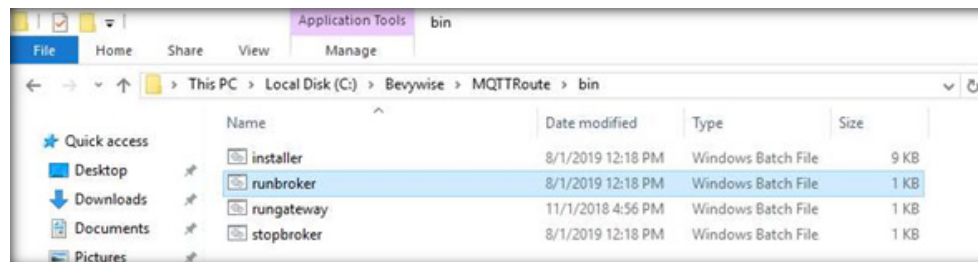 Application Tools bin
File Home Share View Manage
This PC > Local Disk (C:) > Bevywise > MQTTRoute > bin
Name Date modified Type Size
Quick access
installer 8/1/2019 12:18 PM Windows Batch File 9 KB
Desktop
runbroker 8/1/2019 12:18 PM Windows Batch File 1 KB
Downloads
rungateway 11/1/2018 4:56 PM Windows Batch File 1 KB
Documents
stopbroker 8/1/2019 12:18 PM Windows Batch File 1 KB
Pictures